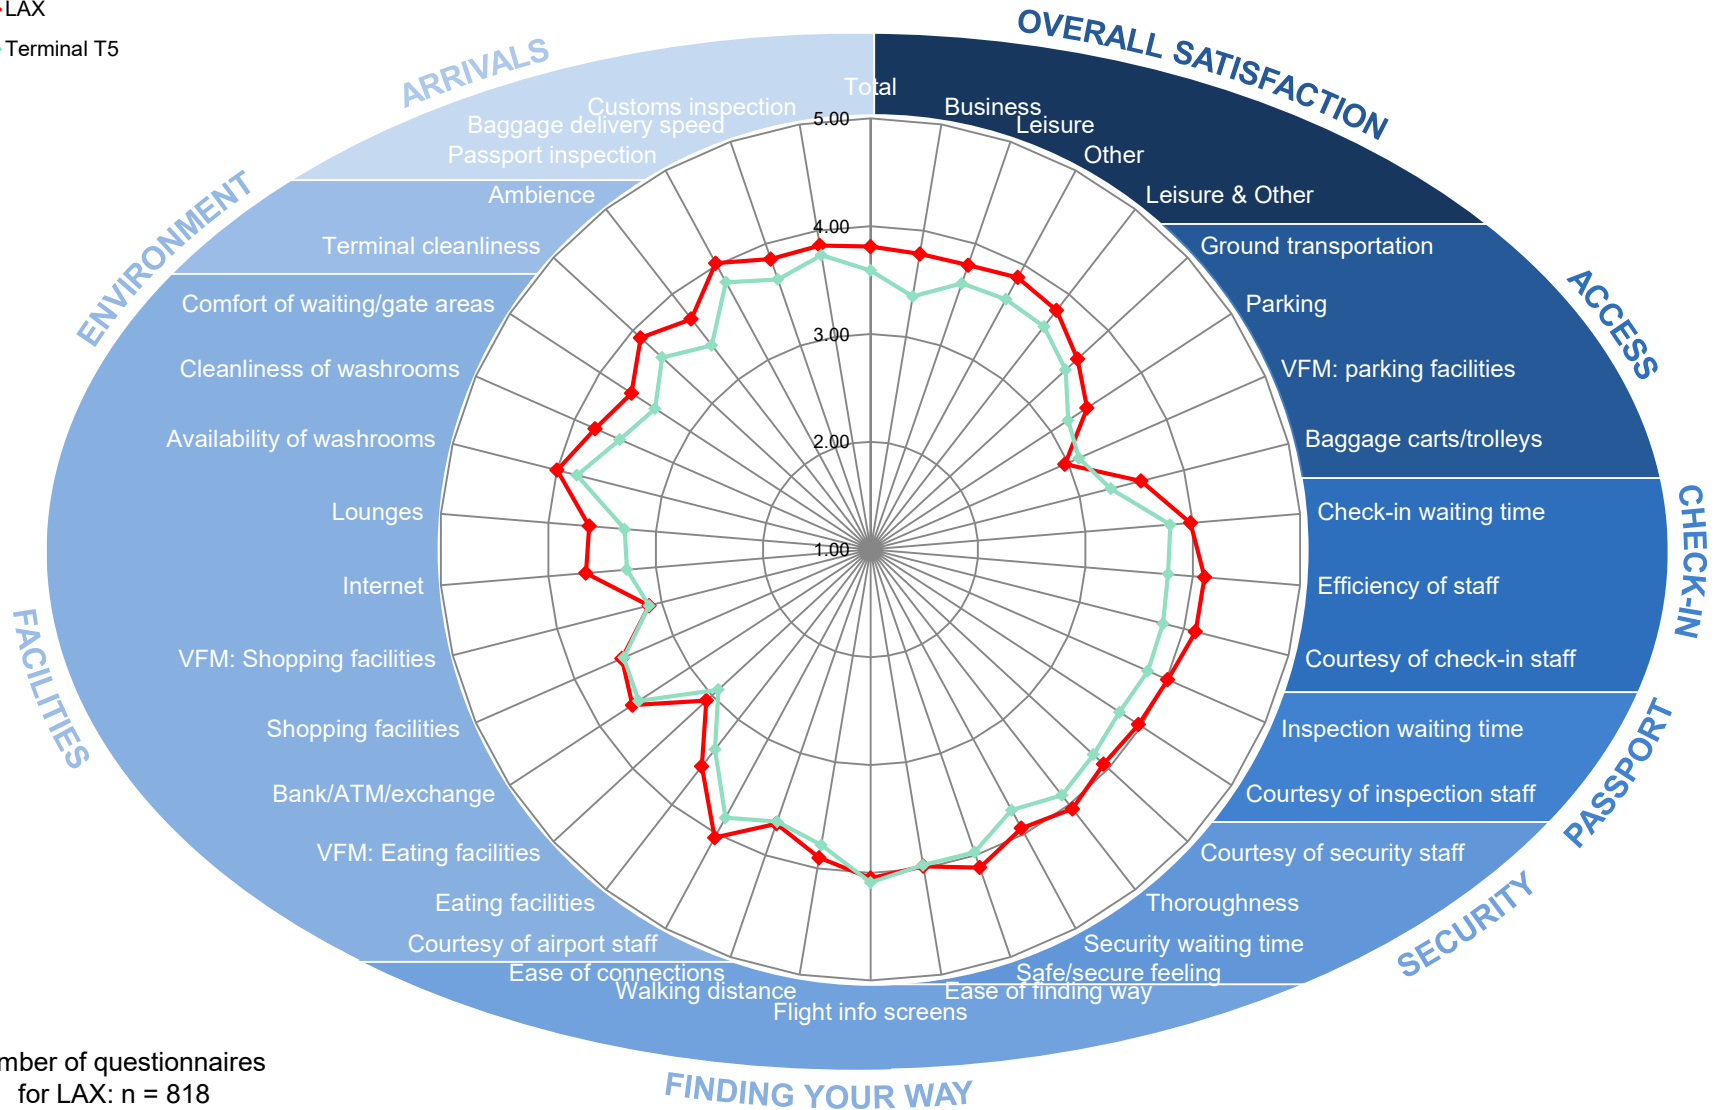 LAX
Terminal T5
OVERALL SATISFACTION
ARRIVALS
Total
Customs inspection
Business
5.00
Baggage delivery speed
Leisure
Passport inspection
Other
ENVIRONMENT
Ambience
Leisure & Other
4.00
Terminal cleanliness
Ground transportation
ACCESS
Comfort of waiting/gate areas
Parking
3.00
Cleanliness of washrooms
VFM: parking facilities
Availability of washrooms
2.00
Baggage carts/trolleys
Lounges
Check-in waiting time
CHECK-IN
1.00
Internet
Efficiency of staff
FACILITIES
VFM: Shopping facilities
Courtesy of check-in staff
Shopping facilities
Inspection waiting time
PASSPORT
Bank/ATM/exchange
Courtesy of inspection staff
VFM: Eating facilities
Courtesy of security staff
Eating facilities
Thoroughness
SECURITY
Courtesy of airport staff
Security waiting time
Ease of connections
Safe/secure feeling
Walking distance
Ease of finding way
Flight info screens
mber of questionnaires
for LAX: n = 818
FINDING YOUR WAY